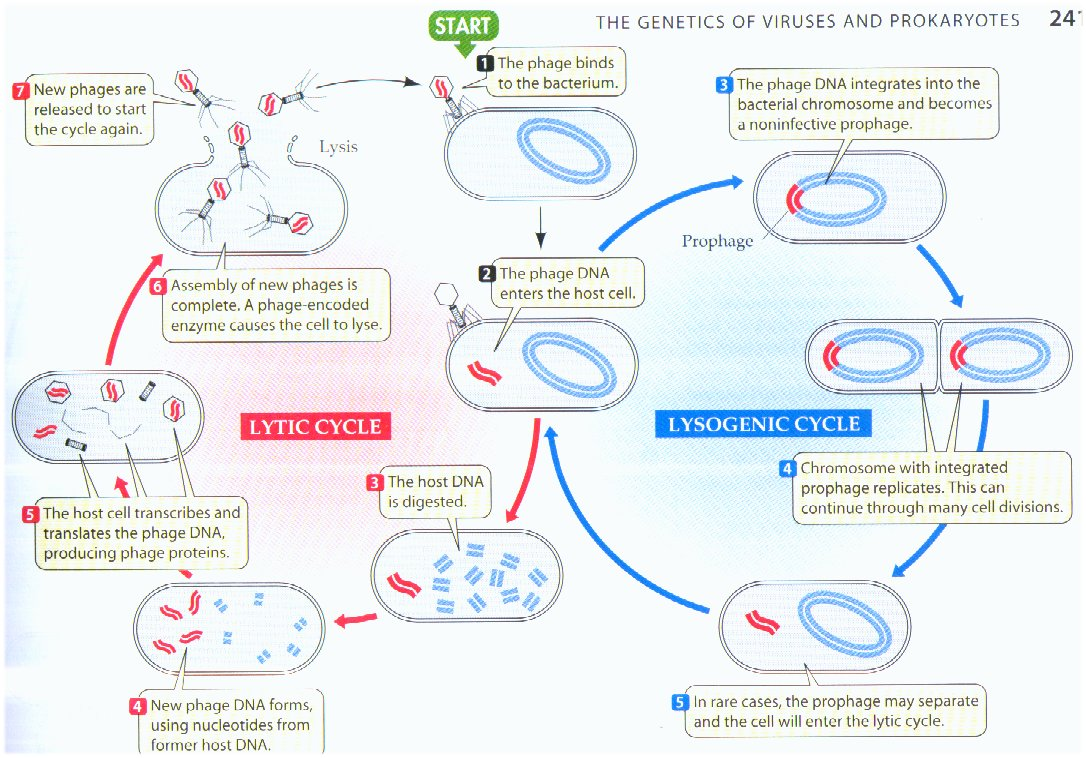 THE GENETICS OF VIRUSES AND PROKARYOTES 241
START
1 The phage binds
to the bacterium.
2 The phage DNA
enters the host cell.
LYTIC CYCLE
3 The host DNA
is digested.
4 New phage DNA forms,
using nucleotides from
former host DNA.
5 The host cell transcribes and
translates the phage DNA,
producing phage proteins.
6 Assembly of new phages is
complete. A phage-encoded
enzyme causes the cell to lyse.
Lysis
7 New phages are
released to start
the cycle again.
LYSOGENIC CYCLE
3 The phage DNA integrates into the
bacterial chromosome and becomes
a noninfective prophage.
Prophage
4 Chromosome with integrated
prophage replicates. This can
continue through many cell divisions.
5 In rare cases, the prophage may separate
and the cell will enter the lytic cycle.